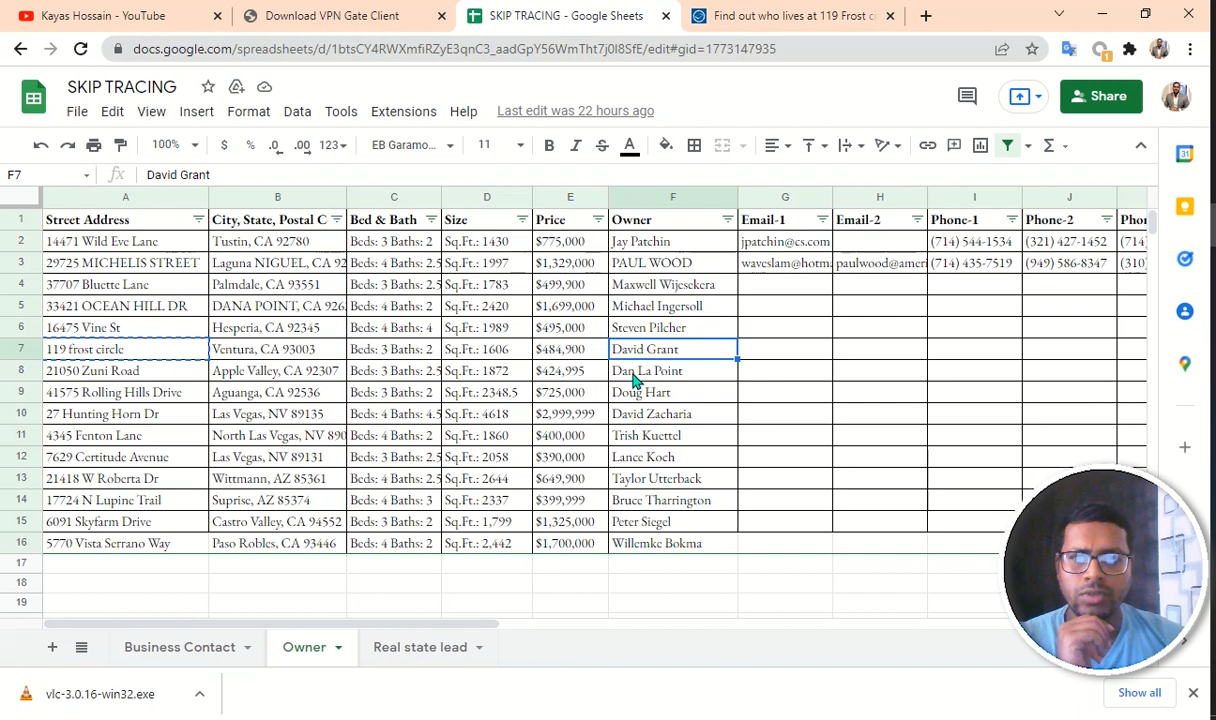 Kayas Hossain - YouTube
Download VPN Gate Client
SKIP TRACING - Google Sheets
Find out who lives at 119 Frost c
docs.google.com/spreadsheets/d/1btsCY4RWXmfiRZyE3qnC3_aadGpY56WmTht7j0l8SfE/edit#gid=1773147935
SKIP TRACING
Share
File Edit View Insert Format Data Tools Extensions Help Last edit was 22 hours ago
100% $ % .0 .00 123 EB Garamo... 11 B I S A
F7 fx David Grant
A B C D E F G H I J
1 Street Address City, State, Postal C Bed & Bath Size Price Owner Email-1 Email-2 Phone-1 Phone-2 Phon
2 14471 Wild Eve Lane Tustin, CA 92780 Beds: 3 Baths: 2 Sq.Ft.: 1430 $775,000 Jay Patchin jpatchin@cs.com (714) 544-1534 (321) 427-1452 (714)
3 29725 MICHELIS STREET Laguna NIGUEL, CA 92 Beds: 4 Baths: 2.5 Sq.Ft.: 1997 $1,329,000 PAUL WOOD waveslam@hotma paulwood@ameri (714) 435-7519 (949) 586-8347 (310)
4 37707 Bluette Lane Palmdale, CA 93551 Beds: 3 Baths: 2.5 Sq.Ft.: 1783 $499,900 Maxwell Wijesekera
5 33421 OCEAN HILL DR DANA POINT, CA 926 Beds: 4 Baths: 2 Sq.Ft.: 2420 $1,699,000 Michael Ingersoll
6 16475 Vine St Hesperia, CA 92345 Beds: 4 Baths: 4 Sq.Ft.: 1989 $495,000 Steven Pilcher
7 119 frost circle Ventura, CA 93003 Beds: 4 Baths: 2 Sq.Ft.: 1606 $484,900 David Grant
8 21050 Zuni Road Apple Valley, CA 92307 Beds: 3 Baths: 2 Sq.Ft.: 1872 $424,995 Dan La Point
9 41575 Rolling Hills Drive Aguanga, CA 92536 Beds: 3 Baths: 2 Sq.Ft.: 2348.5 $725,000 Doug Hart
10 27 Hunting Horn Dr Las Vegas, NV 89135 Beds: 4 Baths: 4.5 Sq.Ft.: 4618 $2,999,999 David Zacharia
11 4345 Fenton Lane North Las Vegas, NV 890 Beds: 4 Baths: 2 Sq.Ft.: 1860 $400,000 Trish Kuettel
12 7629 Certitude Avenue Las Vegas, NV 89131 Beds: 3 Baths: 2.5 Sq.Ft.: 2058 $390,000 Lance Koch
13 21418 W Roberta Dr Wittmann, AZ 85361 Beds: 4 Baths: 2.5 Sq.Ft.: 2644 $649,900 Taylor Utterback
14 17724 N Lupine Trail Suprise, AZ 85374 Beds: 4 Baths: 3 Sq.Ft.: 2337 $399,999 Bruce Tharrington
15 6091 Skyfarm Drive Castro Valley, CA 94552 Beds: 3 Baths: 2 Sq.Ft.: 1,799 $1,325,000 Peter Siegel
16 5770 Vista Serrano Way Paso Robles, CA 93446 Beds: 4 Baths: 2 Sq.Ft.: 2,442 $1,700,000 Willemke Bokma
17
18
19
Business Contact Owner Real state lead
vlc-3.0.16-win32.exe
Show all